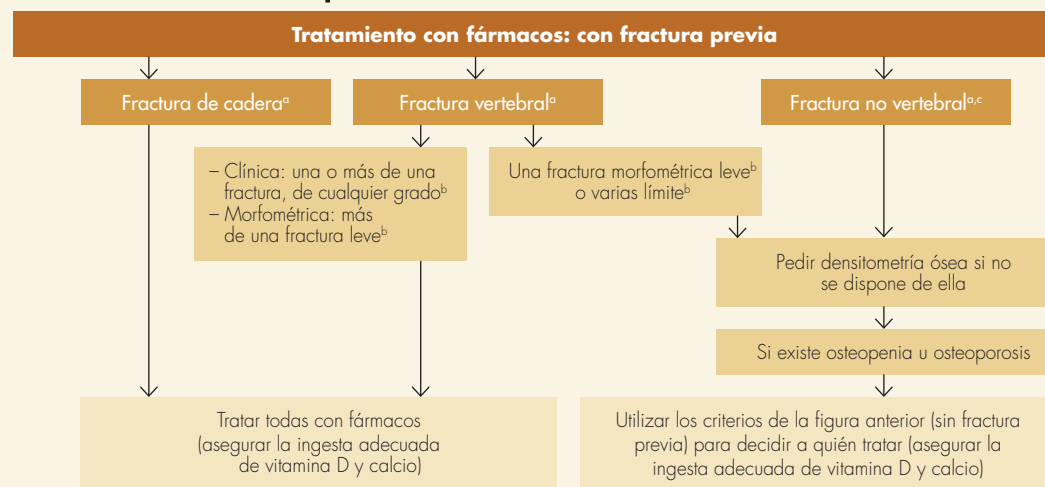 Tratamiento con fármacos: con fractura previa
Fractura de caderaᵃ
Fractura vertebralᵃ
Fractura no vertebralᵃ,ᶜ
– Clínica: una o más de una
fractura, de cualquier gradoᵇ
– Morfométrica: más
de una fractura leveᵇ
Una fractura morfométrica leveᵇ
o varias límiteᵇ
Pedir densitometría ósea si no
se dispone de ella
Si existe osteopenia u osteoporosis
Tratar todas con fármacos
(asegurar la ingesta adecuada
de vitamina D y calcio)
Utilizar los criterios de la figura anterior (sin fractura
previa) para decidir a quién tratar (asegurar la
ingesta adecuada de vitamina D y calcio)